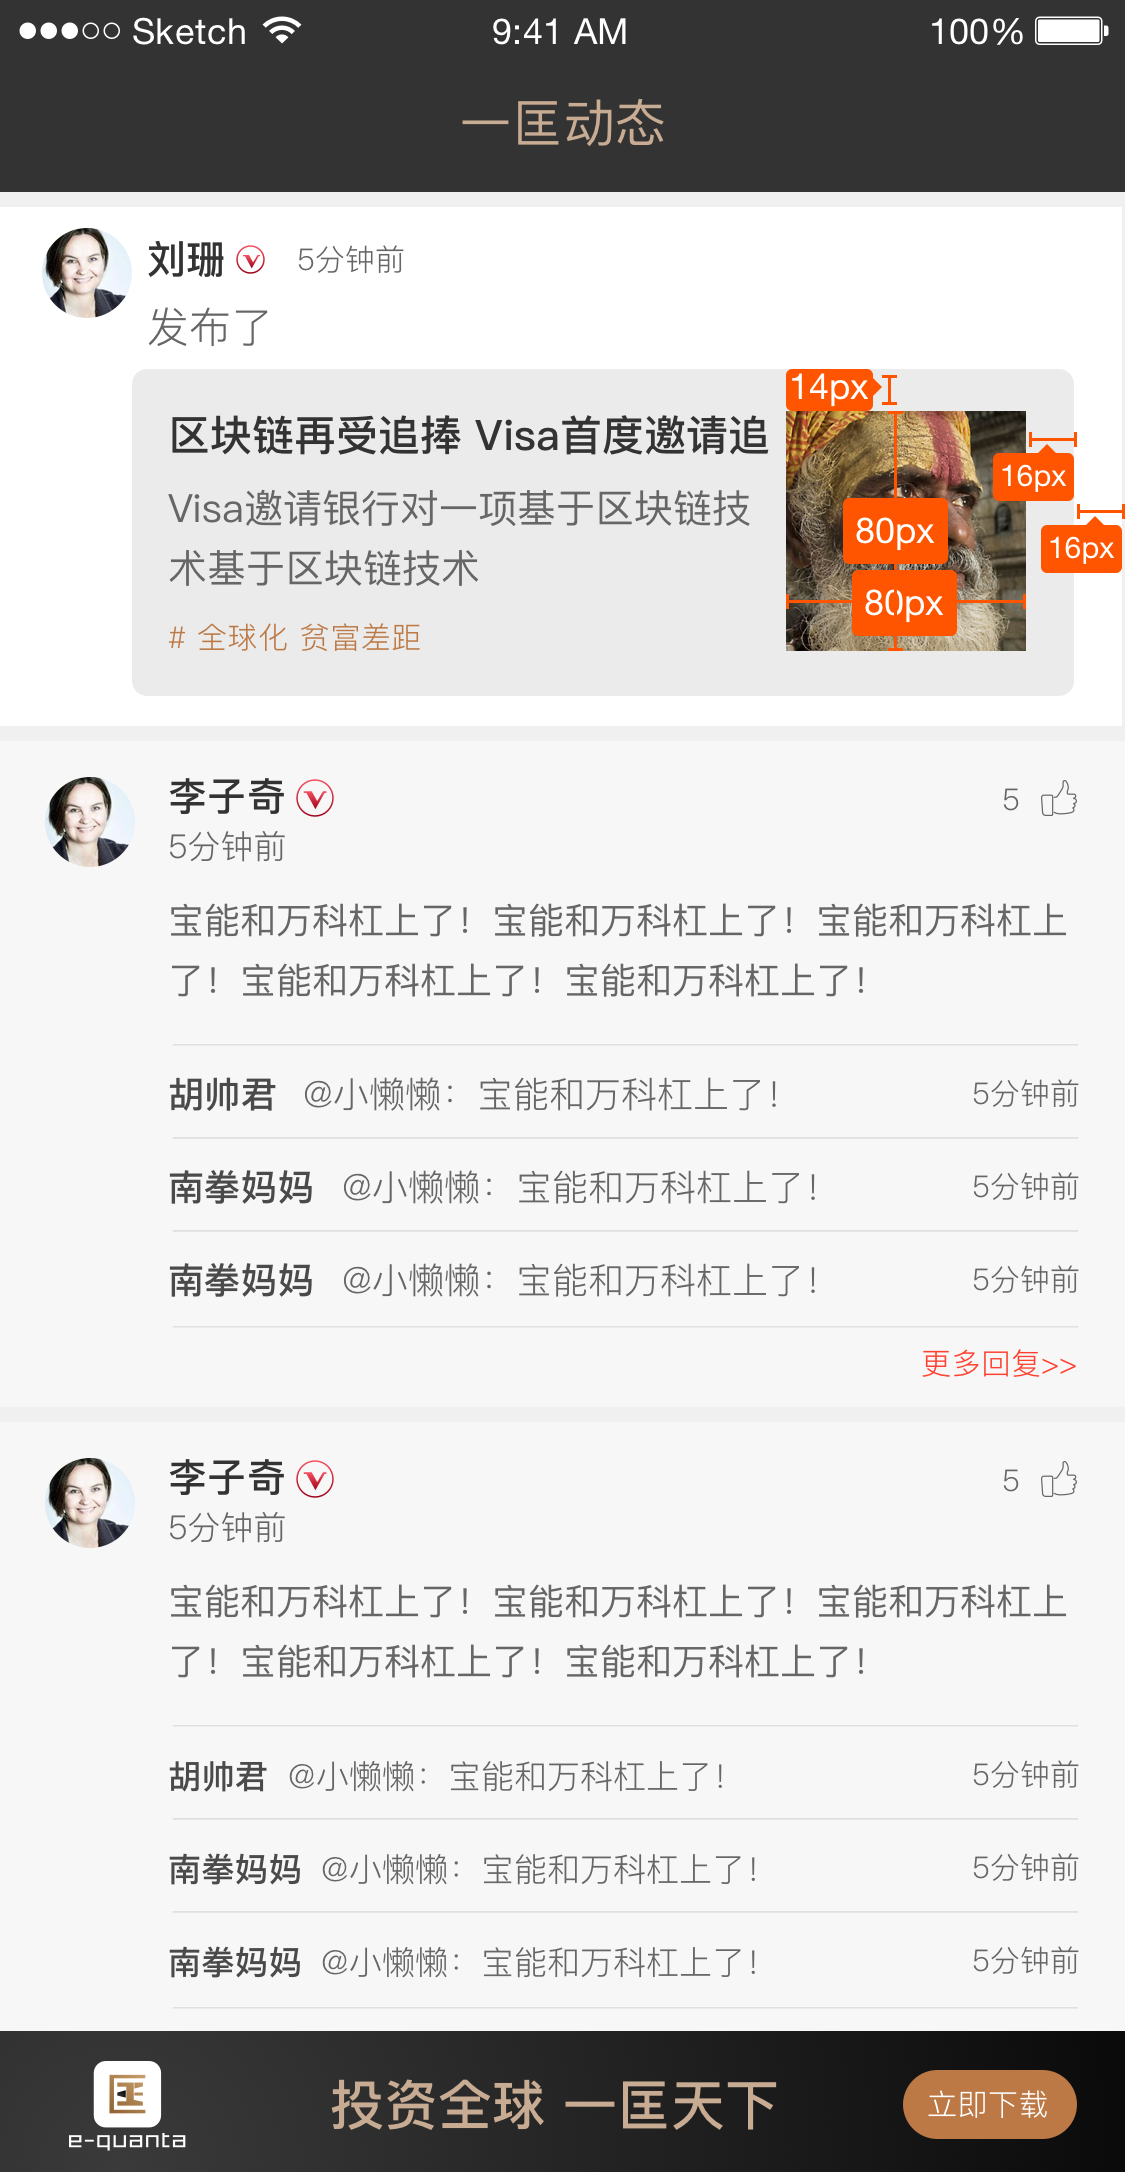 Sketch 9:41 AM 100%
一匡动态
刘珊 5分钟前
发布了
14px
区块链再受追捧 Visa首度邀请追
16px
Visa邀请银行对一项基于区块链技
80px
16px
术基于区块链技术
80px
# 全球化 贫富差距
李子奇 5
5分钟前
宝能和万科杠上了！宝能和万科杠上了！宝能和万科杠上
了！宝能和万科杠上了！宝能和万科杠上了！
胡帅君 @小懒懒：宝能和万科杠上了！ 5分钟前
南拳妈妈 @小懒懒：宝能和万科杠上了！ 5分钟前
南拳妈妈 @小懒懒：宝能和万科杠上了！ 5分钟前
更多回复>>
李子奇 5
5分钟前
宝能和万科杠上了！宝能和万科杠上了！宝能和万科杠上
了！宝能和万科杠上了！宝能和万科杠上了！
胡帅君 @小懒懒：宝能和万科杠上了！ 5分钟前
南拳妈妈 @小懒懒：宝能和万科杠上了！ 5分钟前
南拳妈妈 @小懒懒：宝能和万科杠上了！ 5分钟前
投资全球 一匡天下 立即下载
e-quanta